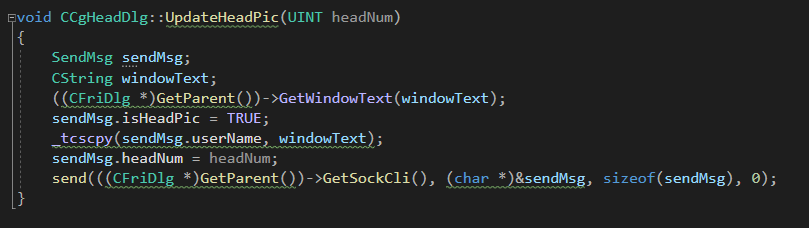 void CCgHeadDlg::UpdateHeadPic(UINT headNum)
{
SendMsg sendMsg;
CString windowText;
((CFriDlg *)GetParent())->GetWindowText(windowText);
sendMsg.isHeadPic = TRUE;
_tcscpy(sendMsg.userName, windowText);
sendMsg.headNum = headNum;
send(((CFriDlg *)GetParent())->GetSockCli(), (char *)&sendMsg, sizeof(sendMsg), 0);
}